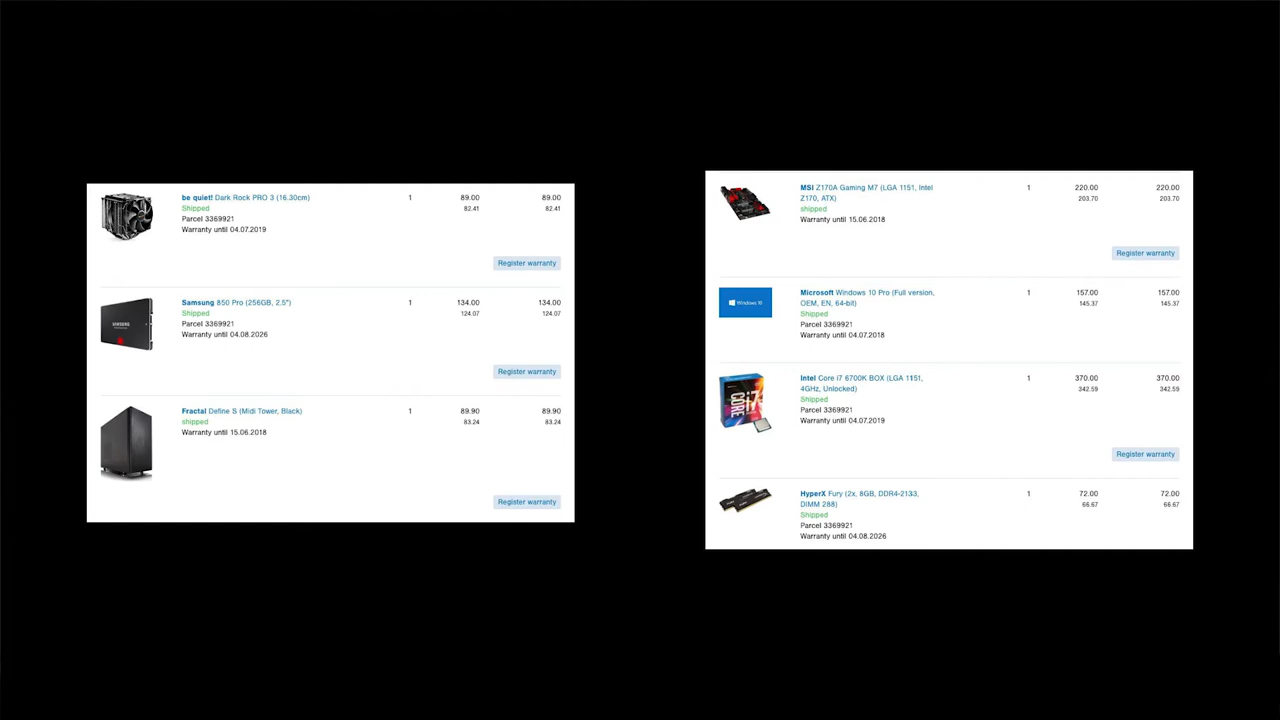 be quiet! Dark Rock PRO 3 (16.30cm) 1 89.00 89.00
Shipped 82.41 82.41
Parcel 3369921
Warranty until 04.07.2019
Register warranty
Samsung 850 Pro (256GB, 2.5") 1 134.00 134.00
Shipped 124.07 124.07
Parcel 3369921
Warranty until 04.08.2026
Register warranty
Fractal Define S (Midi Tower, Black) 1 89.90 89.90
shipped 83.24 83.24
Warranty until 15.06.2018
Register warranty
MSI Z170A Gaming M7 (LGA 1151, Intel 1 220.00 220.00
Z170, ATX) 203.70 203.70
shipped
Warranty until 15.06.2018
Register warranty
Microsoft Windows 10 Pro (Full version, 1 157.00 157.00
OEM, EN, 64-bit) 145.37 145.37
Shipped
Parcel 3369921
Warranty until 04.07.2018
Intel Core i7 6700K BOX (LGA 1151, 1 370.00 370.00
4GHz, Unlocked) 342.59 342.59
Shipped
Parcel 3369921
Warranty until 04.07.2019
Register warranty
HyperX Fury (2x, 8GB, DDR4-2133, 1 72.00 72.00
DIMM 288) 66.67 66.67
Shipped
Parcel 3369921
Warranty until 04.08.2026
SAMSUNG
Windows 10
CORE i7